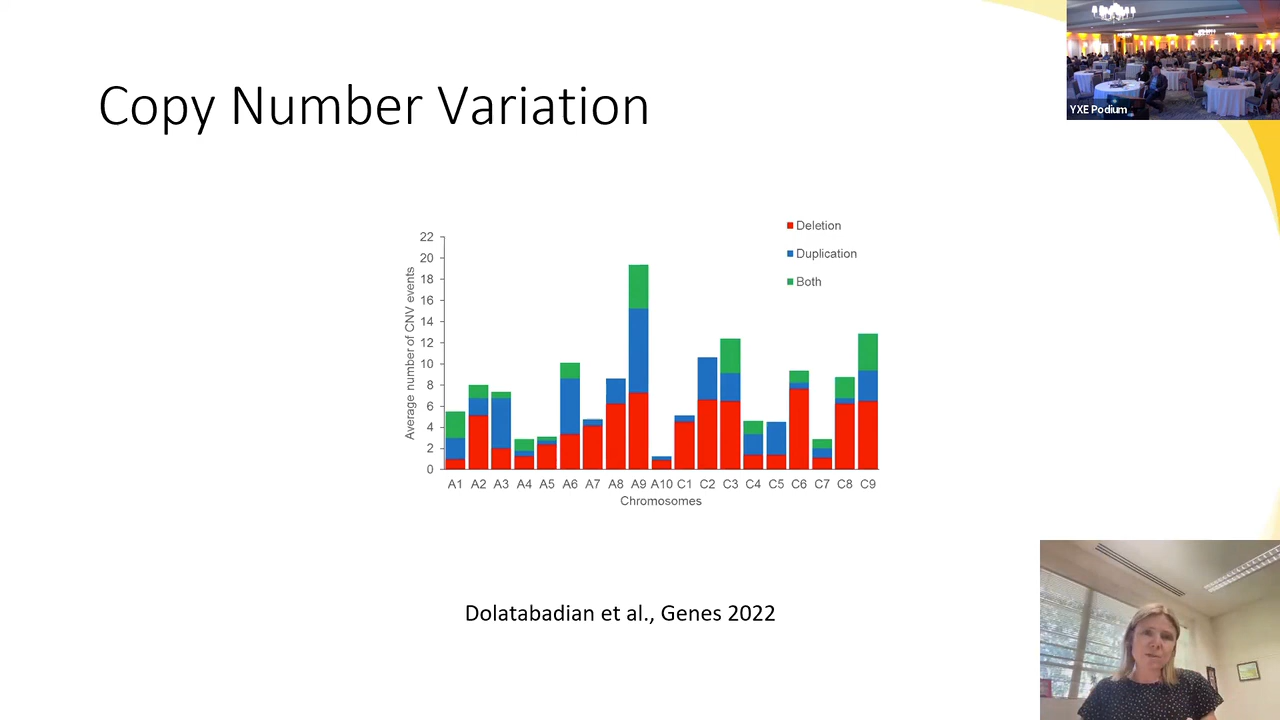 Copy Number Variation
YXE Podium
Deletion
Duplication
Both
Average number of CNV events
22
20
18
16
14
12
10
8
6
4
2
0
A1 A2 A3 A4 A5 A6 A7 A8 A9 A10 C1 C2 C3 C4 C5 C6 C7 C8 C9
Chromosomes
Dolatabadian et al., Genes 2022